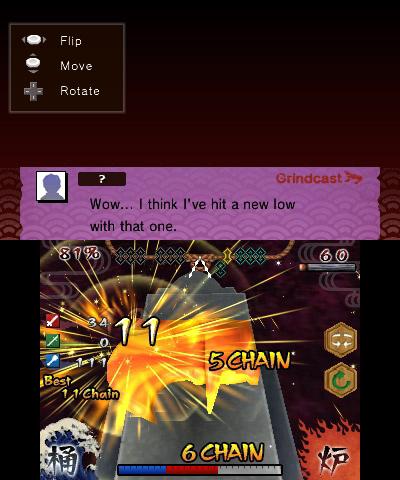 Flip
Move
Rotate
?
Grindcast
Wow... I think I've hit a new low
with that one.
81%
60
34
0
111
11
Best
11 Chain
5 CHAIN
6 CHAIN
桶
炉